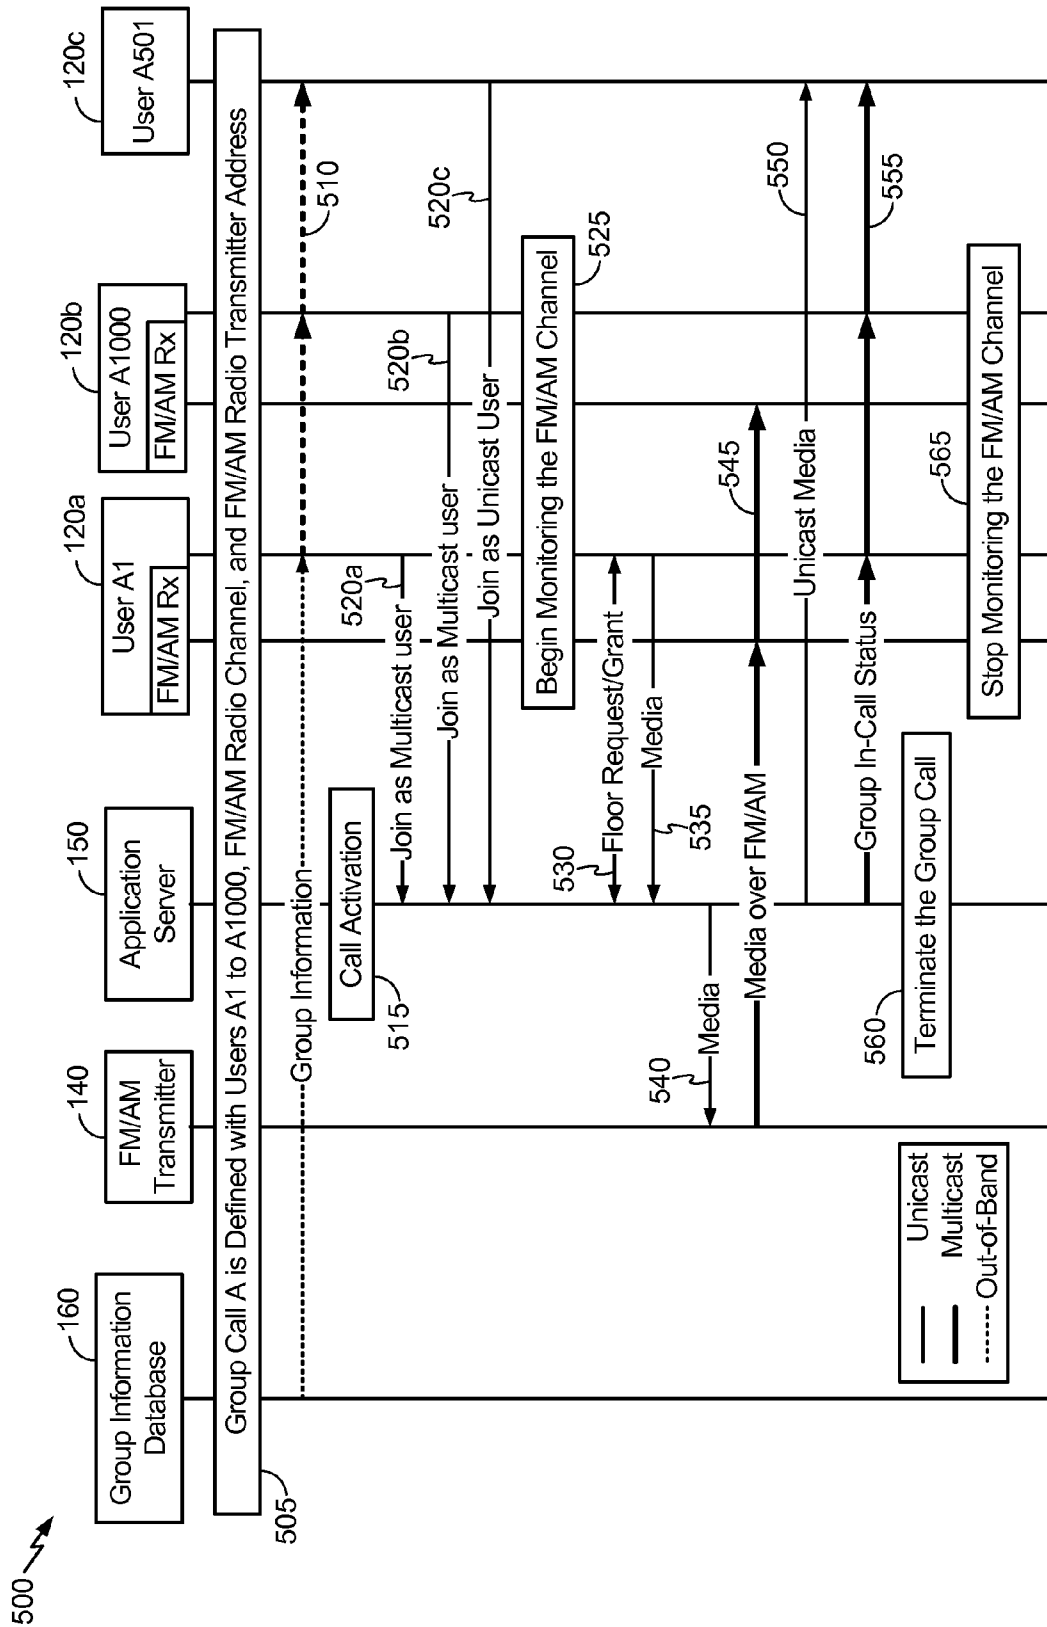 500
160
Group Information
Database
140
FM/AM
Transmitter
150
Application
Server
120a
User A1
FM/AM Rx
120b
User A1000
FM/AM Rx
120c
User A501
505
Group Call A is Defined with Users A1 to A1000, FM/AM Radio Channel, and FM/AM Radio Transmitter Address
Group Information
510
Call Activation
515
Join as Multicast user
520a
Join as Multicast user
520b
Join as Unicast User
520c
Begin Monitoring the FM/AM Channel
525
530
Floor Request/Grant
Media
535
540
Media
Media over FM/AM
545
Unicast Media
550
Group In-Call Status
555
560
Terminate the Group Call
565
Stop Monitoring the FM/AM Channel
Unicast
Multicast
Out-of-Band